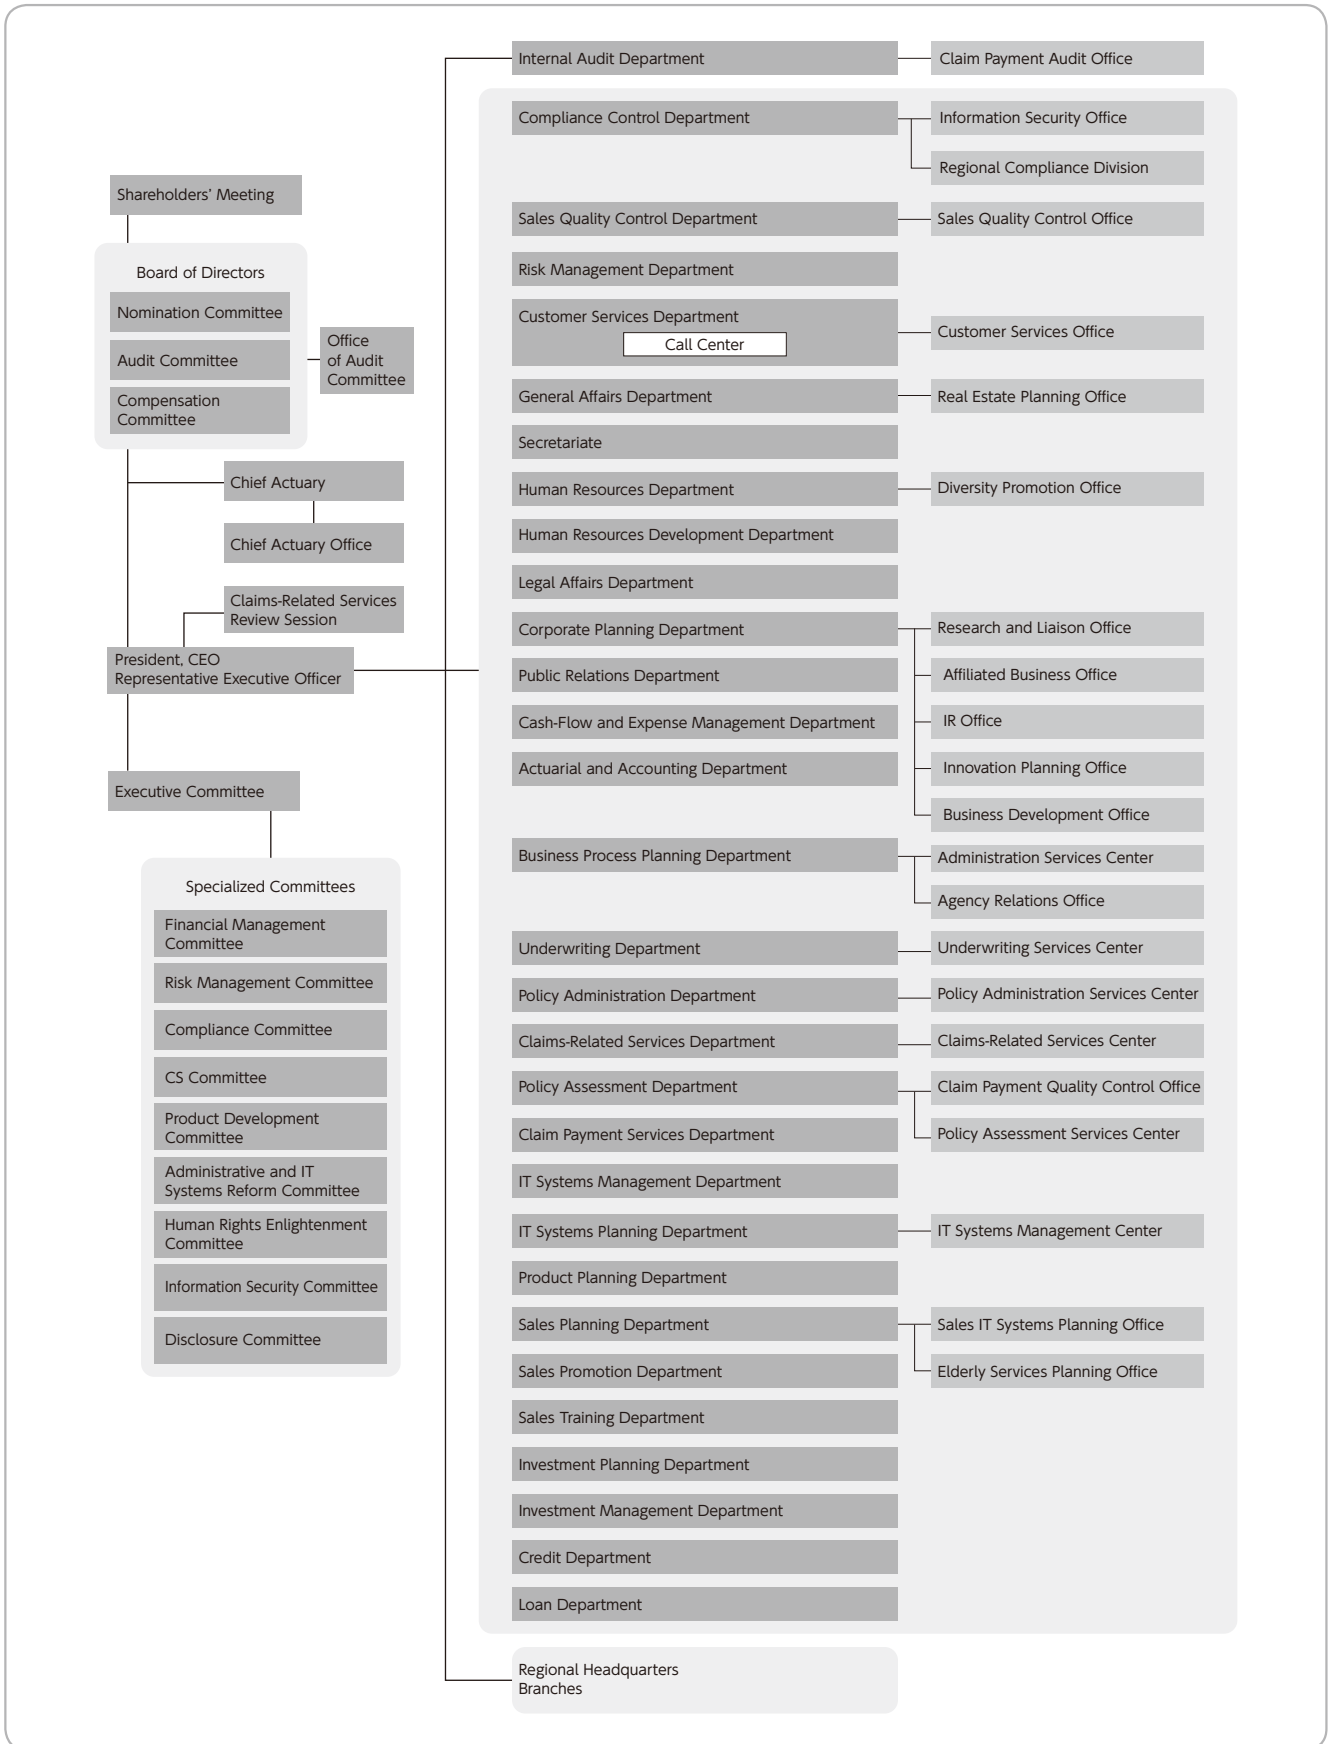 Shareholders' Meeting
Board of Directors
Nomination Committee
Audit Committee
Compensation
Committee
Office
of Audit
Committee
Chief Actuary
Chief Actuary Office
Claims-Related Services
Review Session
President, CEO
Representative Executive Officer
Executive Committee
Specialized Committees
Financial Management
Committee
Risk Management Committee
Compliance Committee
CS Committee
Product Development
Committee
Administrative and IT
Systems Reform Committee
Human Rights Enlightenment
Committee
Information Security Committee
Disclosure Committee
Internal Audit Department
Claim Payment Audit Office
Compliance Control Department
Information Security Office
Regional Compliance Division
Sales Quality Control Department
Sales Quality Control Office
Risk Management Department
Customer Services Department
Call Center
Customer Services Office
General Affairs Department
Real Estate Planning Office
Secretariate
Human Resources Department
Diversity Promotion Office
Human Resources Development Department
Legal Affairs Department
Corporate Planning Department
Research and Liaison Office
Public Relations Department
Affiliated Business Office
Cash-Flow and Expense Management Department
IR Office
Actuarial and Accounting Department
Innovation Planning Office
Business Development Office
Business Process Planning Department
Administration Services Center
Agency Relations Office
Underwriting Department
Underwriting Services Center
Policy Administration Department
Policy Administration Services Center
Claims-Related Services Department
Claims-Related Services Center
Policy Assessment Department
Claim Payment Quality Control Office
Claim Payment Services Department
Policy Assessment Services Center
IT Systems Management Department
IT Systems Planning Department
IT Systems Management Center
Product Planning Department
Sales Planning Department
Sales IT Systems Planning Office
Sales Promotion Department
Elderly Services Planning Office
Sales Training Department
Investment Planning Department
Investment Management Department
Credit Department
Loan Department
Regional Headquarters
Branches